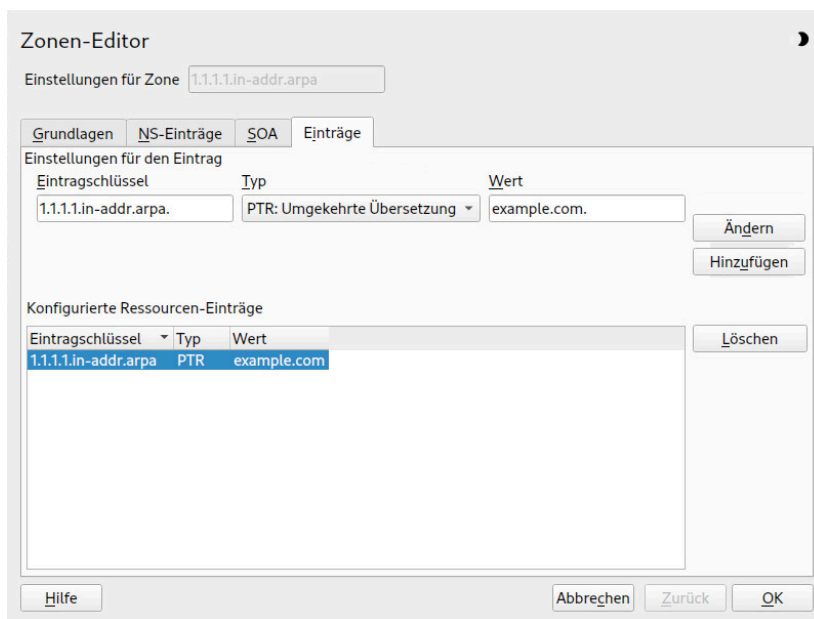 Zonen-Editor
Einstellungen für Zone 1.1.1.1.in-addr.arpa
Grundlagen NS-Einträge SOA Einträge
Einstellungen für den Eintrag
Eintragschlüssel Typ Wert
1.1.1.1.in-addr.arpa. PTR: Umgekehrte Übersetzung example.com.
Ändern
Hinzufügen
Konfigurierte Ressourcen-Einträge
Eintragschlüssel Typ Wert Löschen
1.1.1.1.in-addr.arpa PTR example.com
Hilfe Abbrechen Zurück OK